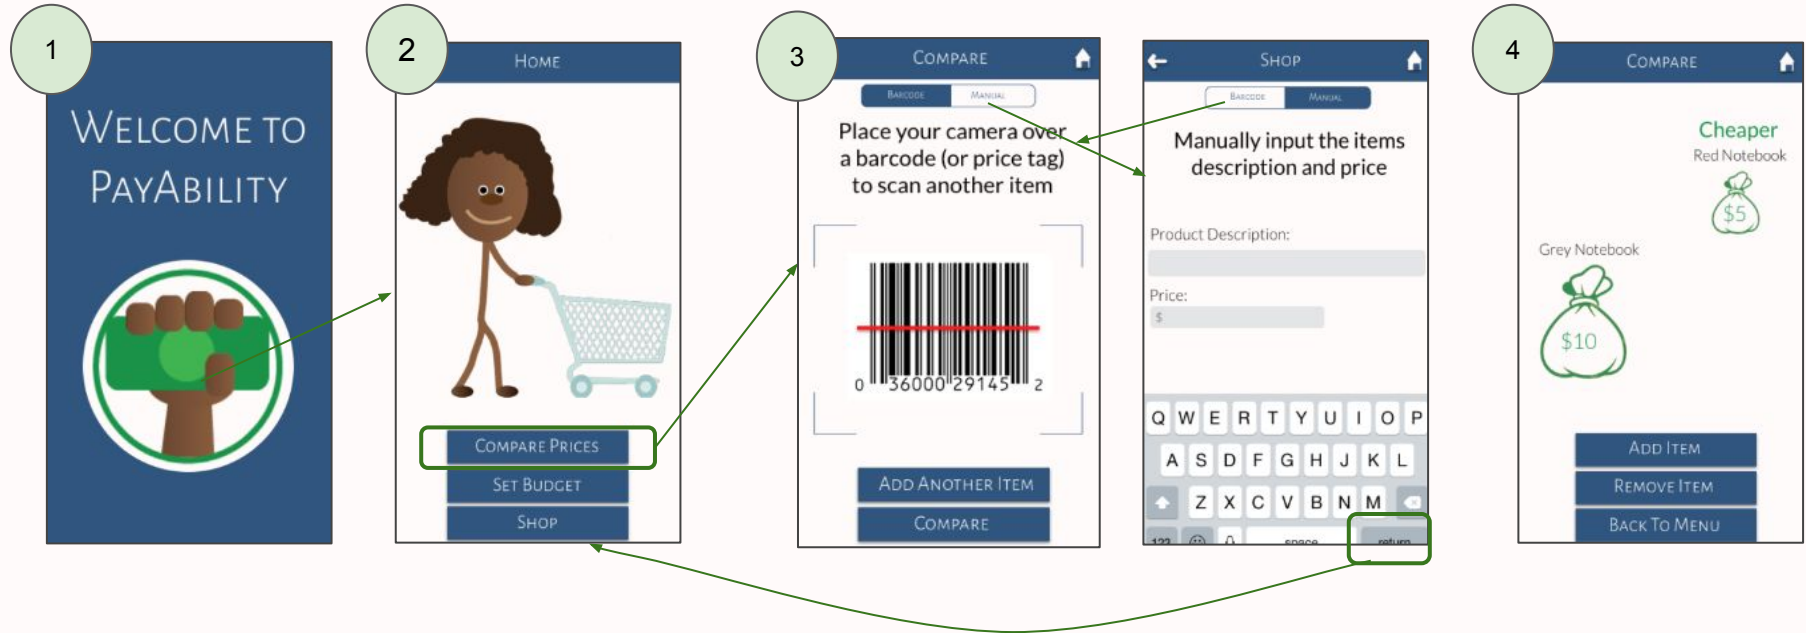 1
WELCOME TO
PAYABILITY
2
HOME
COMPARE PRICES
SET BUDGET
SHOP
3
COMPARE
BARCODE MANUAL
Place your camera over
a barcode (or price tag)
to scan another item
0 36000 29145 2
ADD ANOTHER ITEM
COMPARE
SHOP
BARCODE MANUAL
Manually input the items
description and price
Product Description:
Price:
$
Q W E R T Y U I O P
A S D F G H J K L
Z X C V B N M
123 space return
4
COMPARE
Cheaper
Red Notebook
$5
Grey Notebook
$10
ADD ITEM
REMOVE ITEM
BACK TO MENU